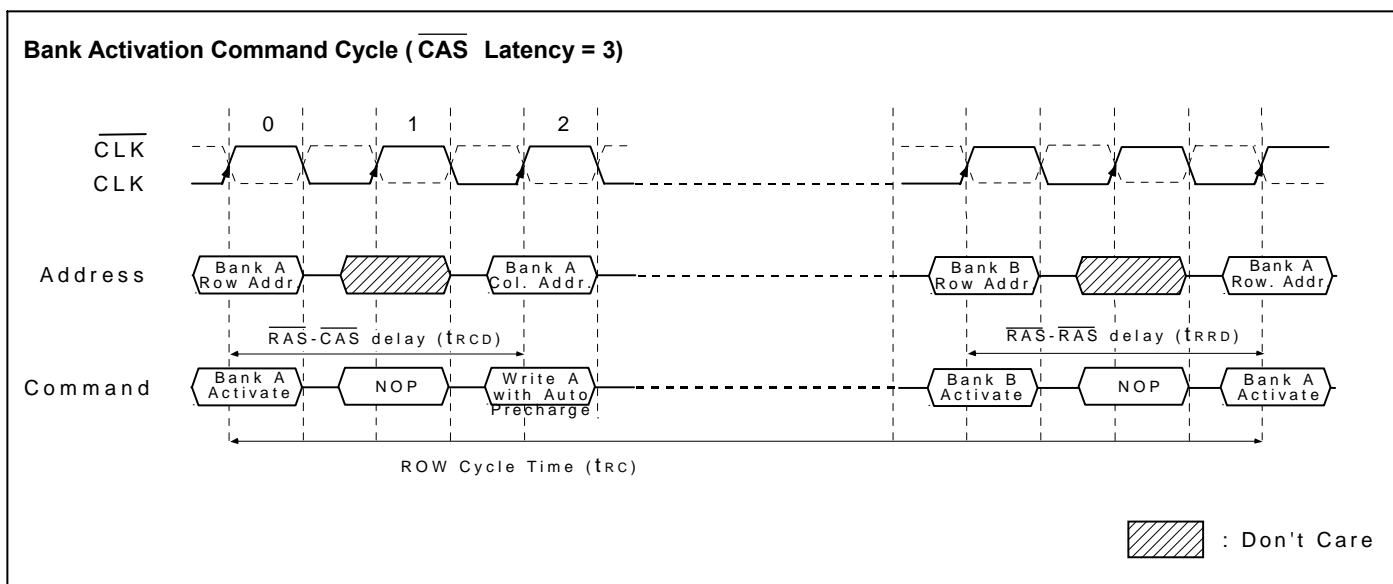 Bank Activation Command Cycle ( CAS Latency = 3)
0 1 2
CLK
CLK
Address
Bank A
Row Addr.
Bank A
Col. Addr.
Bank B
Row Addr.
Bank A
Row. Addr.
RAS-CAS delay (tRCD)
RAS-RAS delay (tRRD)
Command
Bank A
Activate
NOP
Write A
with Auto
Precharge
Bank B
Activate
NOP
Bank A
Activate
ROW Cycle Time (tRC)
: Don't Care